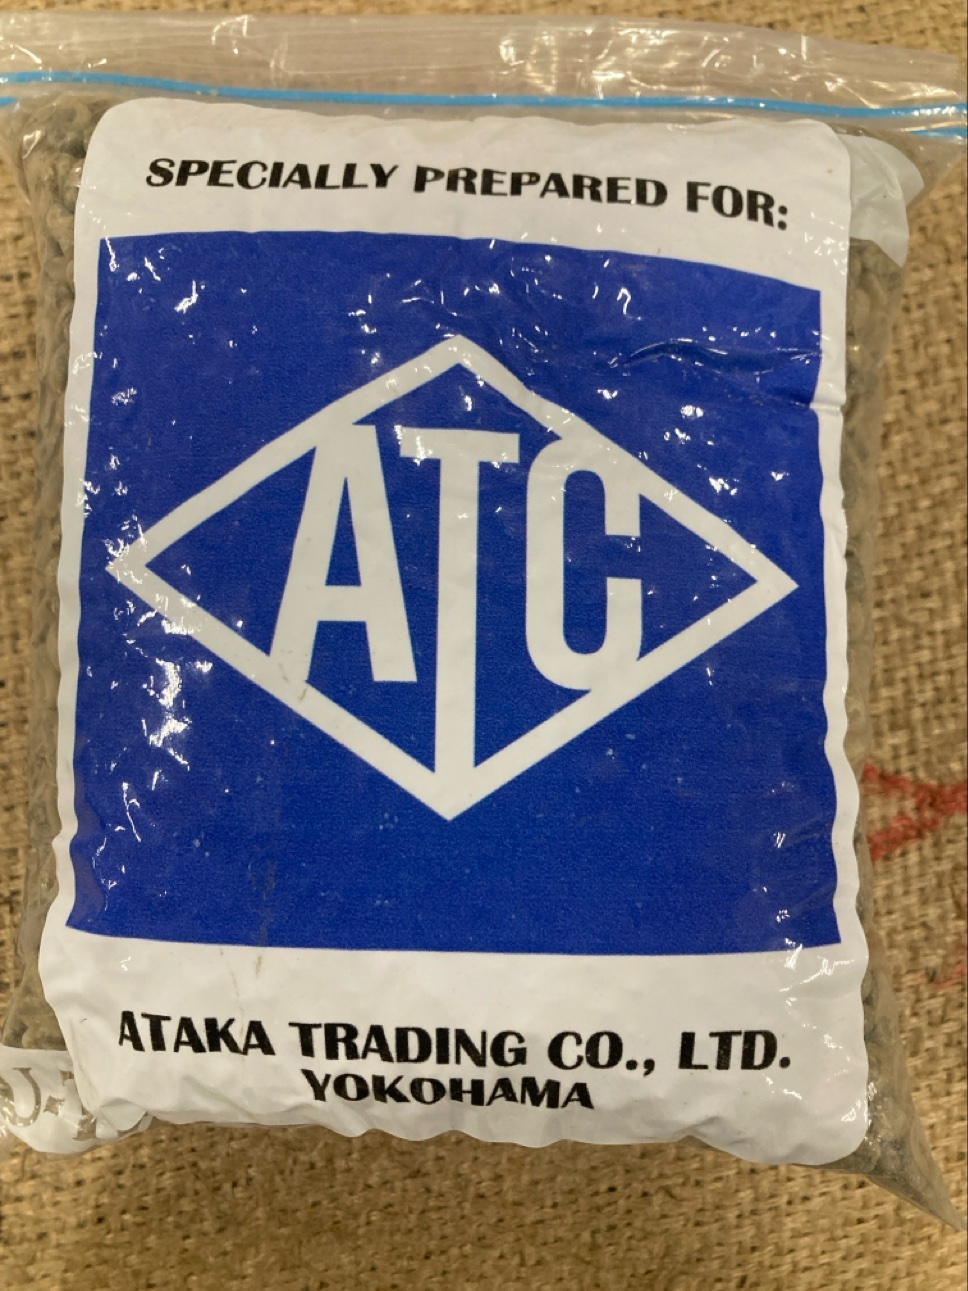 SPECIALLY PREPARED FOR:
ATC
ATAKA TRADING CO., LTD.
YOKOHAMA